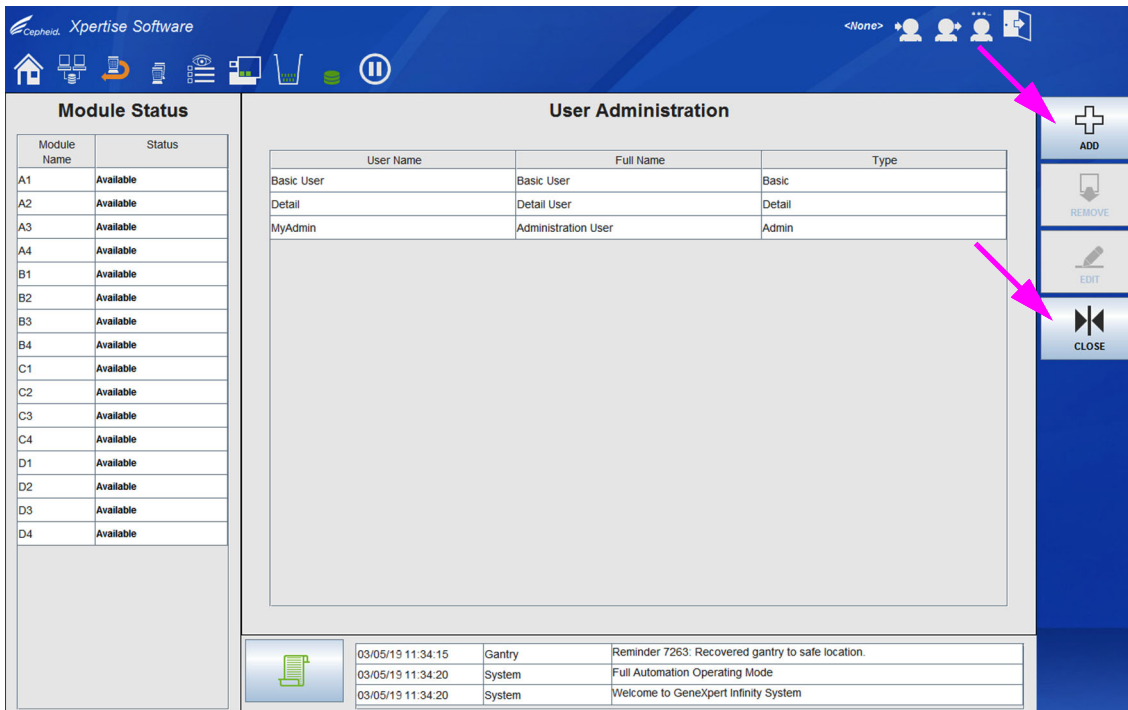 Cepheid. Xpertise Software
<None>
Module Status
Module Name Status
A1 Available
A2 Available
A3 Available
A4 Available
B1 Available
B2 Available
B3 Available
B4 Available
C1 Available
C2 Available
C3 Available
C4 Available
D1 Available
D2 Available
D3 Available
D4 Available
User Administration
User Name Full Name Type
Basic User Basic User Basic
Detail Detail User Detail
MyAdmin Administration User Admin
ADD
REMOVE
EDIT
CLOSE
03/05/19 11:34:15 Gantry Reminder 7263: Recovered gantry to safe location.
03/05/19 11:34:20 System Full Automation Operating Mode
03/05/19 11:34:20 System Welcome to GeneXpert Infinity System